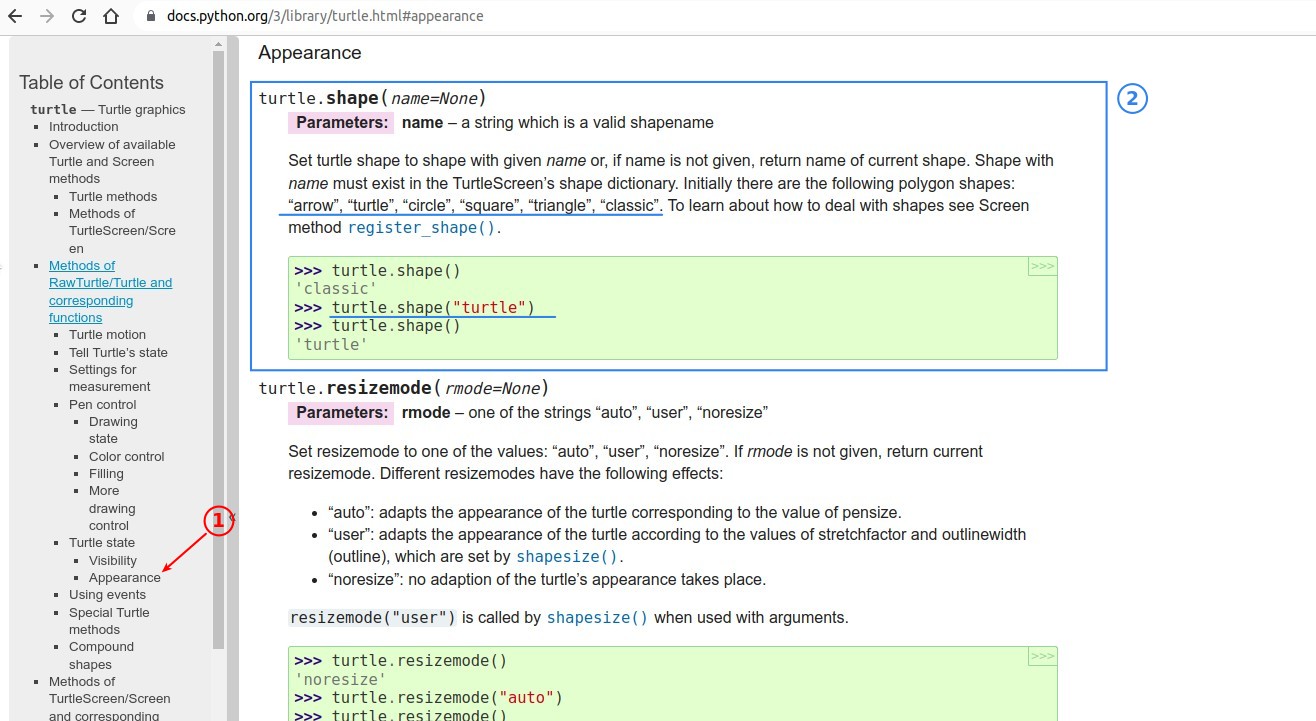 docs.python.org/3/library/turtle.html#appearance
Table of Contents
turtle — Turtle graphics
Introduction
Overview of available
Turtle and Screen
methods
Turtle methods
Methods of
TurtleScreen/Scre
en
Methods of
RawTurtle/Turtle and
corresponding
functions
Turtle motion
Tell Turtle's state
Settings for
measurement
Pen control
Drawing
state
Color control
Filling
More
drawing
control
Turtle state
Visibility
Appearance
Using events
Special Turtle
methods
Compound
shapes
Methods of
TurtleScreen/Screen
and corresponding
1
«
Appearance
turtle.shape(name=None)
2
Parameters: name – a string which is a valid shapename
Set turtle shape to shape with given name or, if name is not given, return name of current shape. Shape with
name must exist in the TurtleScreen's shape dictionary. Initially there are the following polygon shapes:
“arrow”, “turtle”, “circle”, “square”, “triangle”, “classic”. To learn about how to deal with shapes see Screen
method register_shape().
>>> turtle.shape()
>>>
'classic'
>>> turtle.shape("turtle")
>>> turtle.shape()
'turtle'
turtle.resizemode(rmode=None)
Parameters: rmode – one of the strings “auto”, “user”, “noresize”
Set resizemode to one of the values: “auto”, “user”, “noresize”. If rmode is not given, return current
resizemode. Different resizemodes have the following effects:
• “auto”: adapts the appearance of the turtle corresponding to the value of pensize.
• “user”: adapts the appearance of the turtle according to the values of stretchfactor and outlinewidth
(outline), which are set by shapesize().
• “noresize”: no adaption of the turtle's appearance takes place.
resizemode("user") is called by shapesize() when used with arguments.
>>> turtle.resizemode()
>>>
'noresize'
>>> turtle.resizemode("auto")
>>> turtle.resizemode()